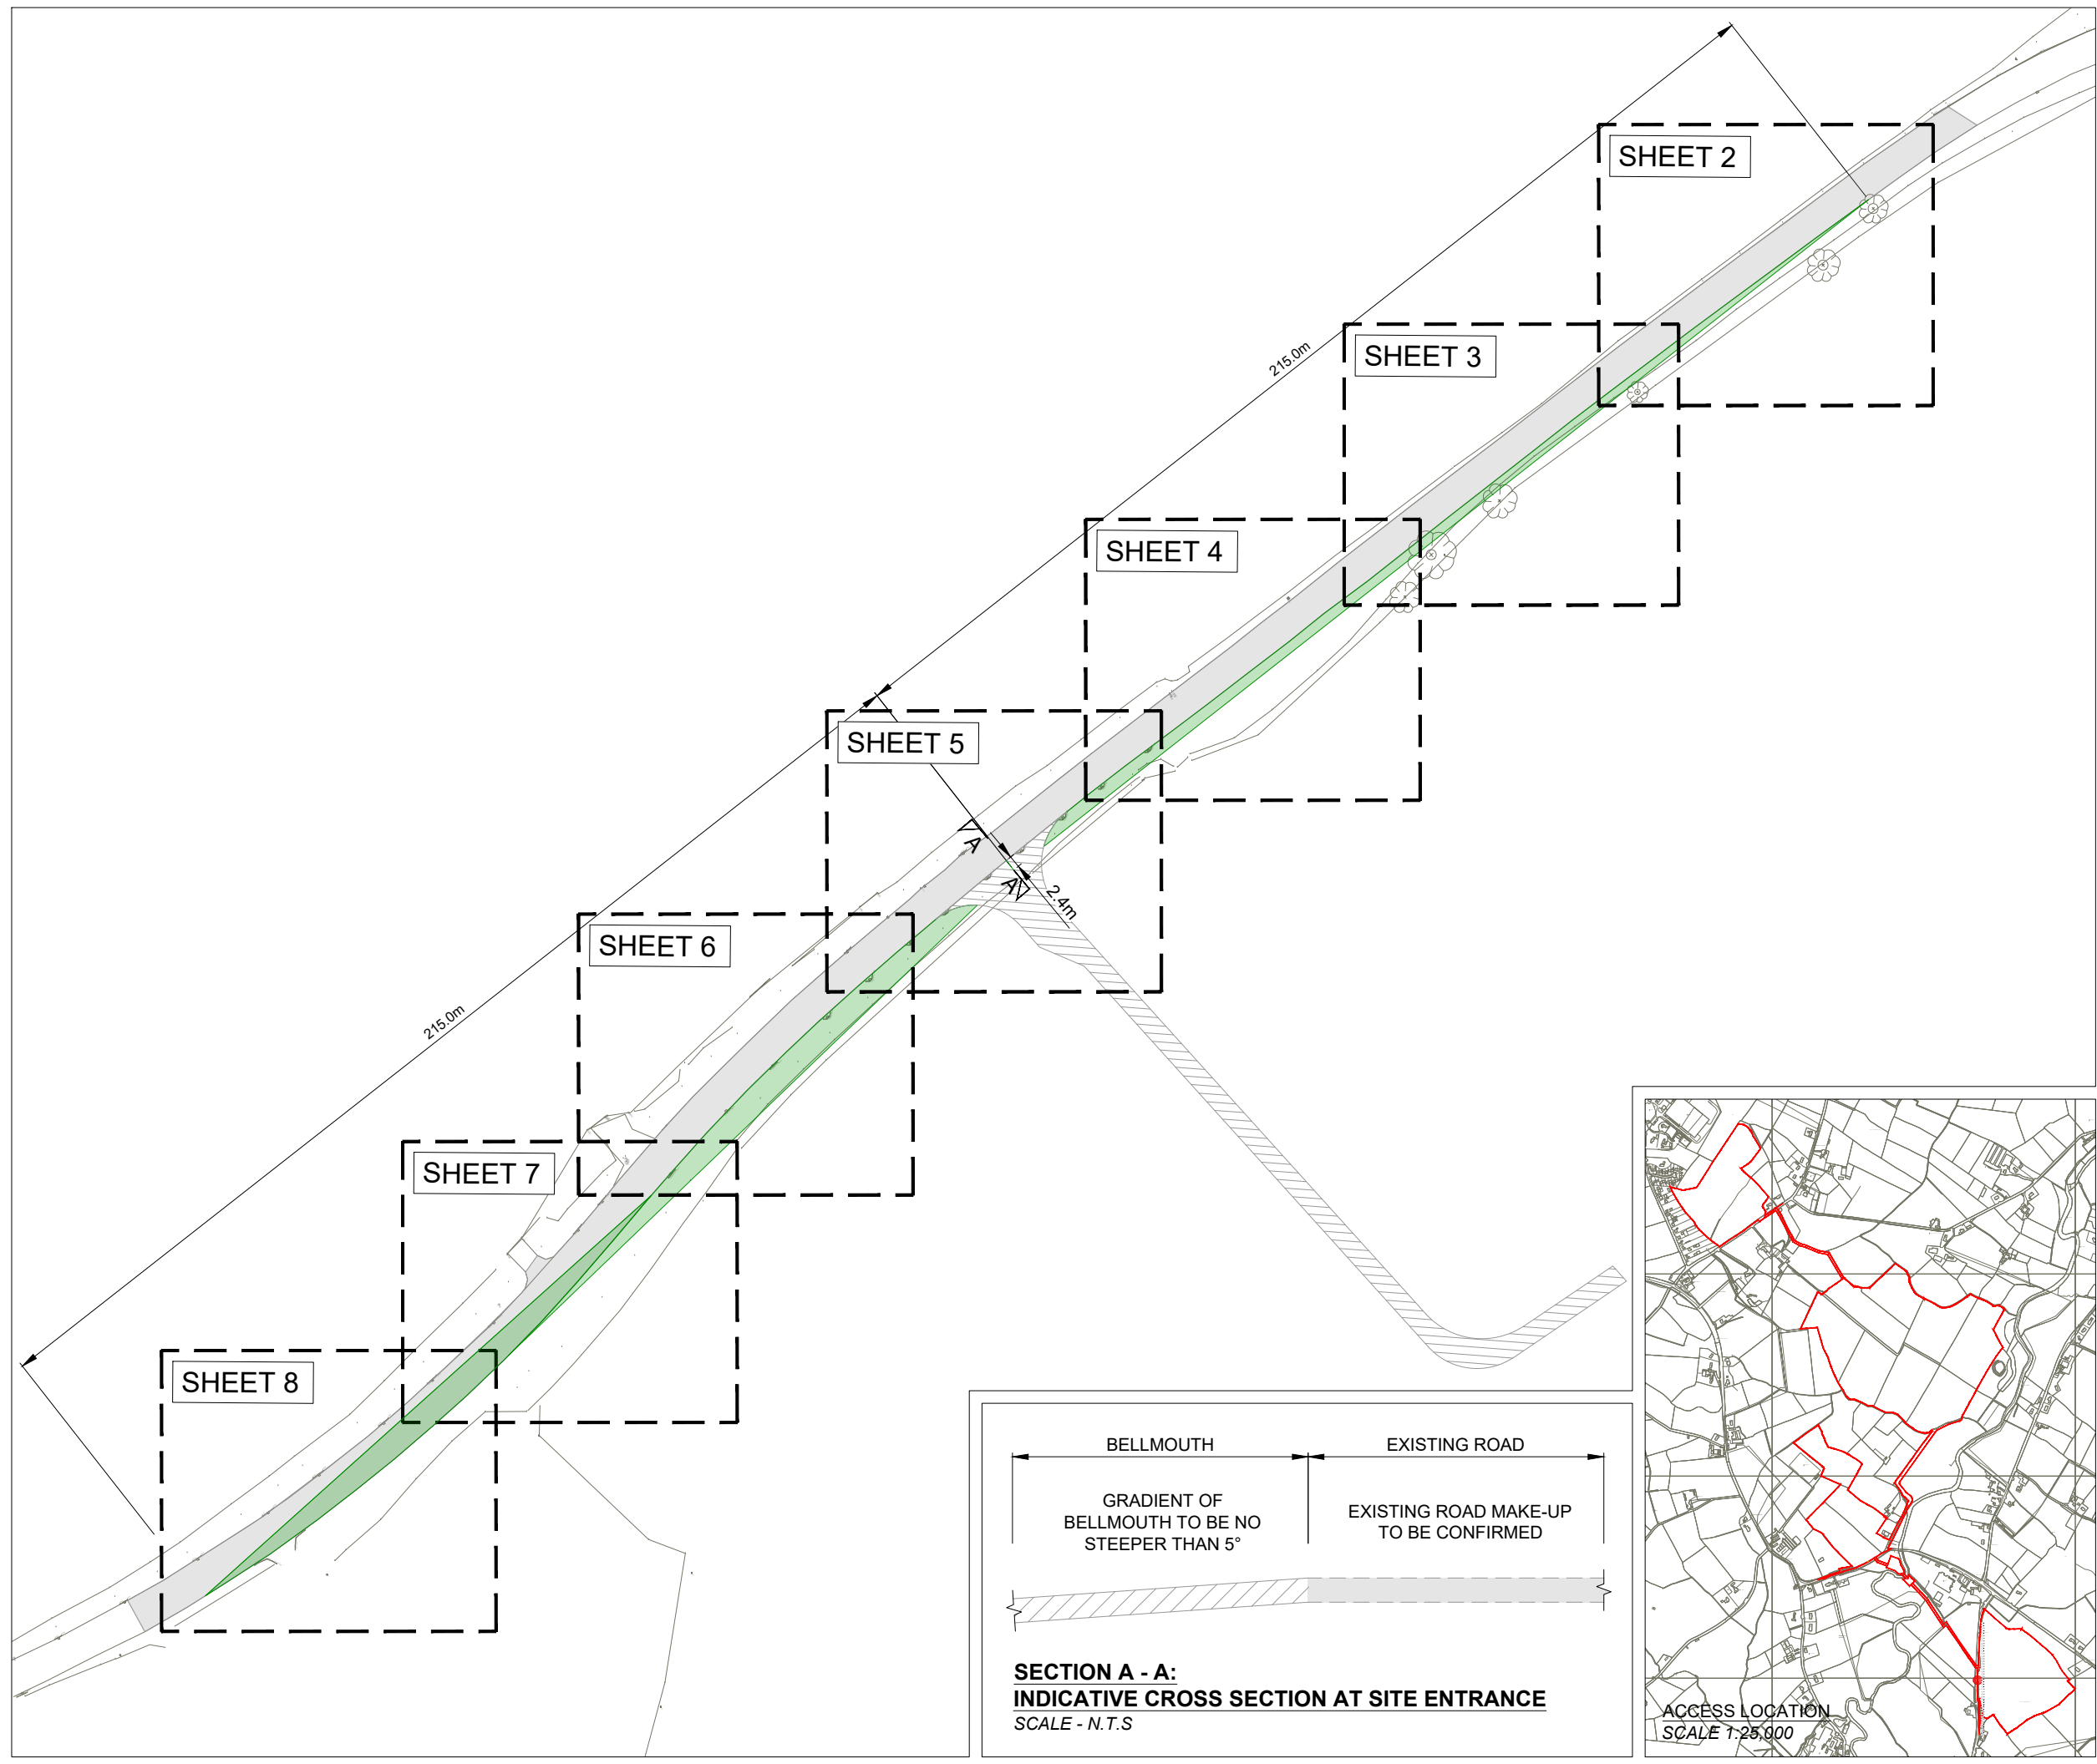 SHEET 2
SHEET 3
215.0m
SHEET 4
SHEET 5
A
A
2.4m
SHEET 6
215.0m
SHEET 7
SHEET 8
BELLMOUTH
EXISTING ROAD
GRADIENT OF
BELLMOUTH TO BE NO
STEEPER THAN 5°
EXISTING ROAD MAKE-UP
TO BE CONFIRMED
SECTION A - A:
INDICATIVE CROSS SECTION AT SITE ENTRANCE
SCALE - N.T.S
ACCESS LOCATION
SCALE 1:25,000